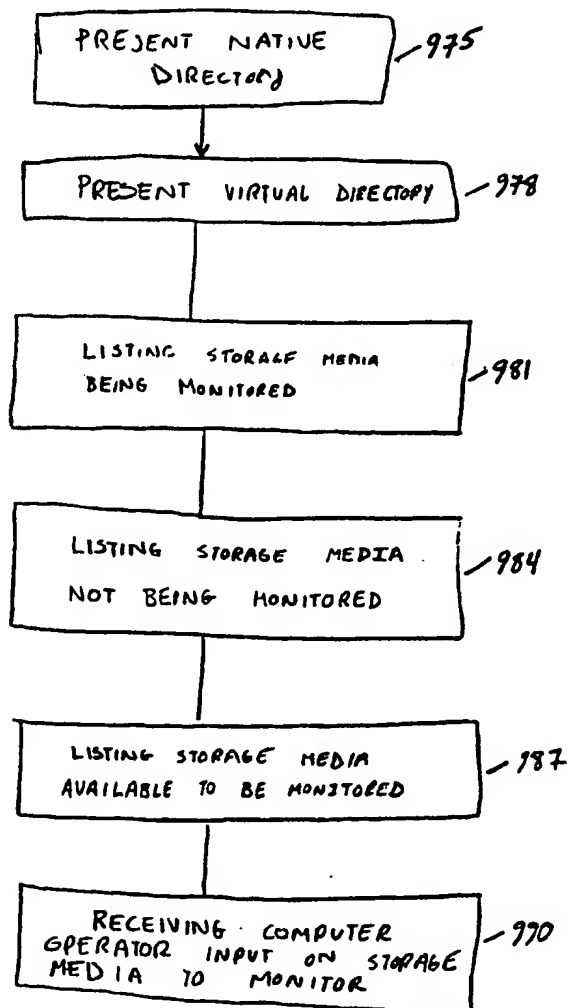 PRESENT NATIVE
DIRECTORY
975
PRESENT VIRTUAL DIRECTORY
978
LISTING STORAGE MEDIA
BEING MONITORED
981
LISTING STORAGE MEDIA
NOT BEING MONITORED
984
LISTING STORAGE MEDIA
AVAILABLE TO BE MONITORED
987
RECEIVING COMPUTER
OPERATOR INPUT ON STORAGE
MEDIA TO MONITOR
990